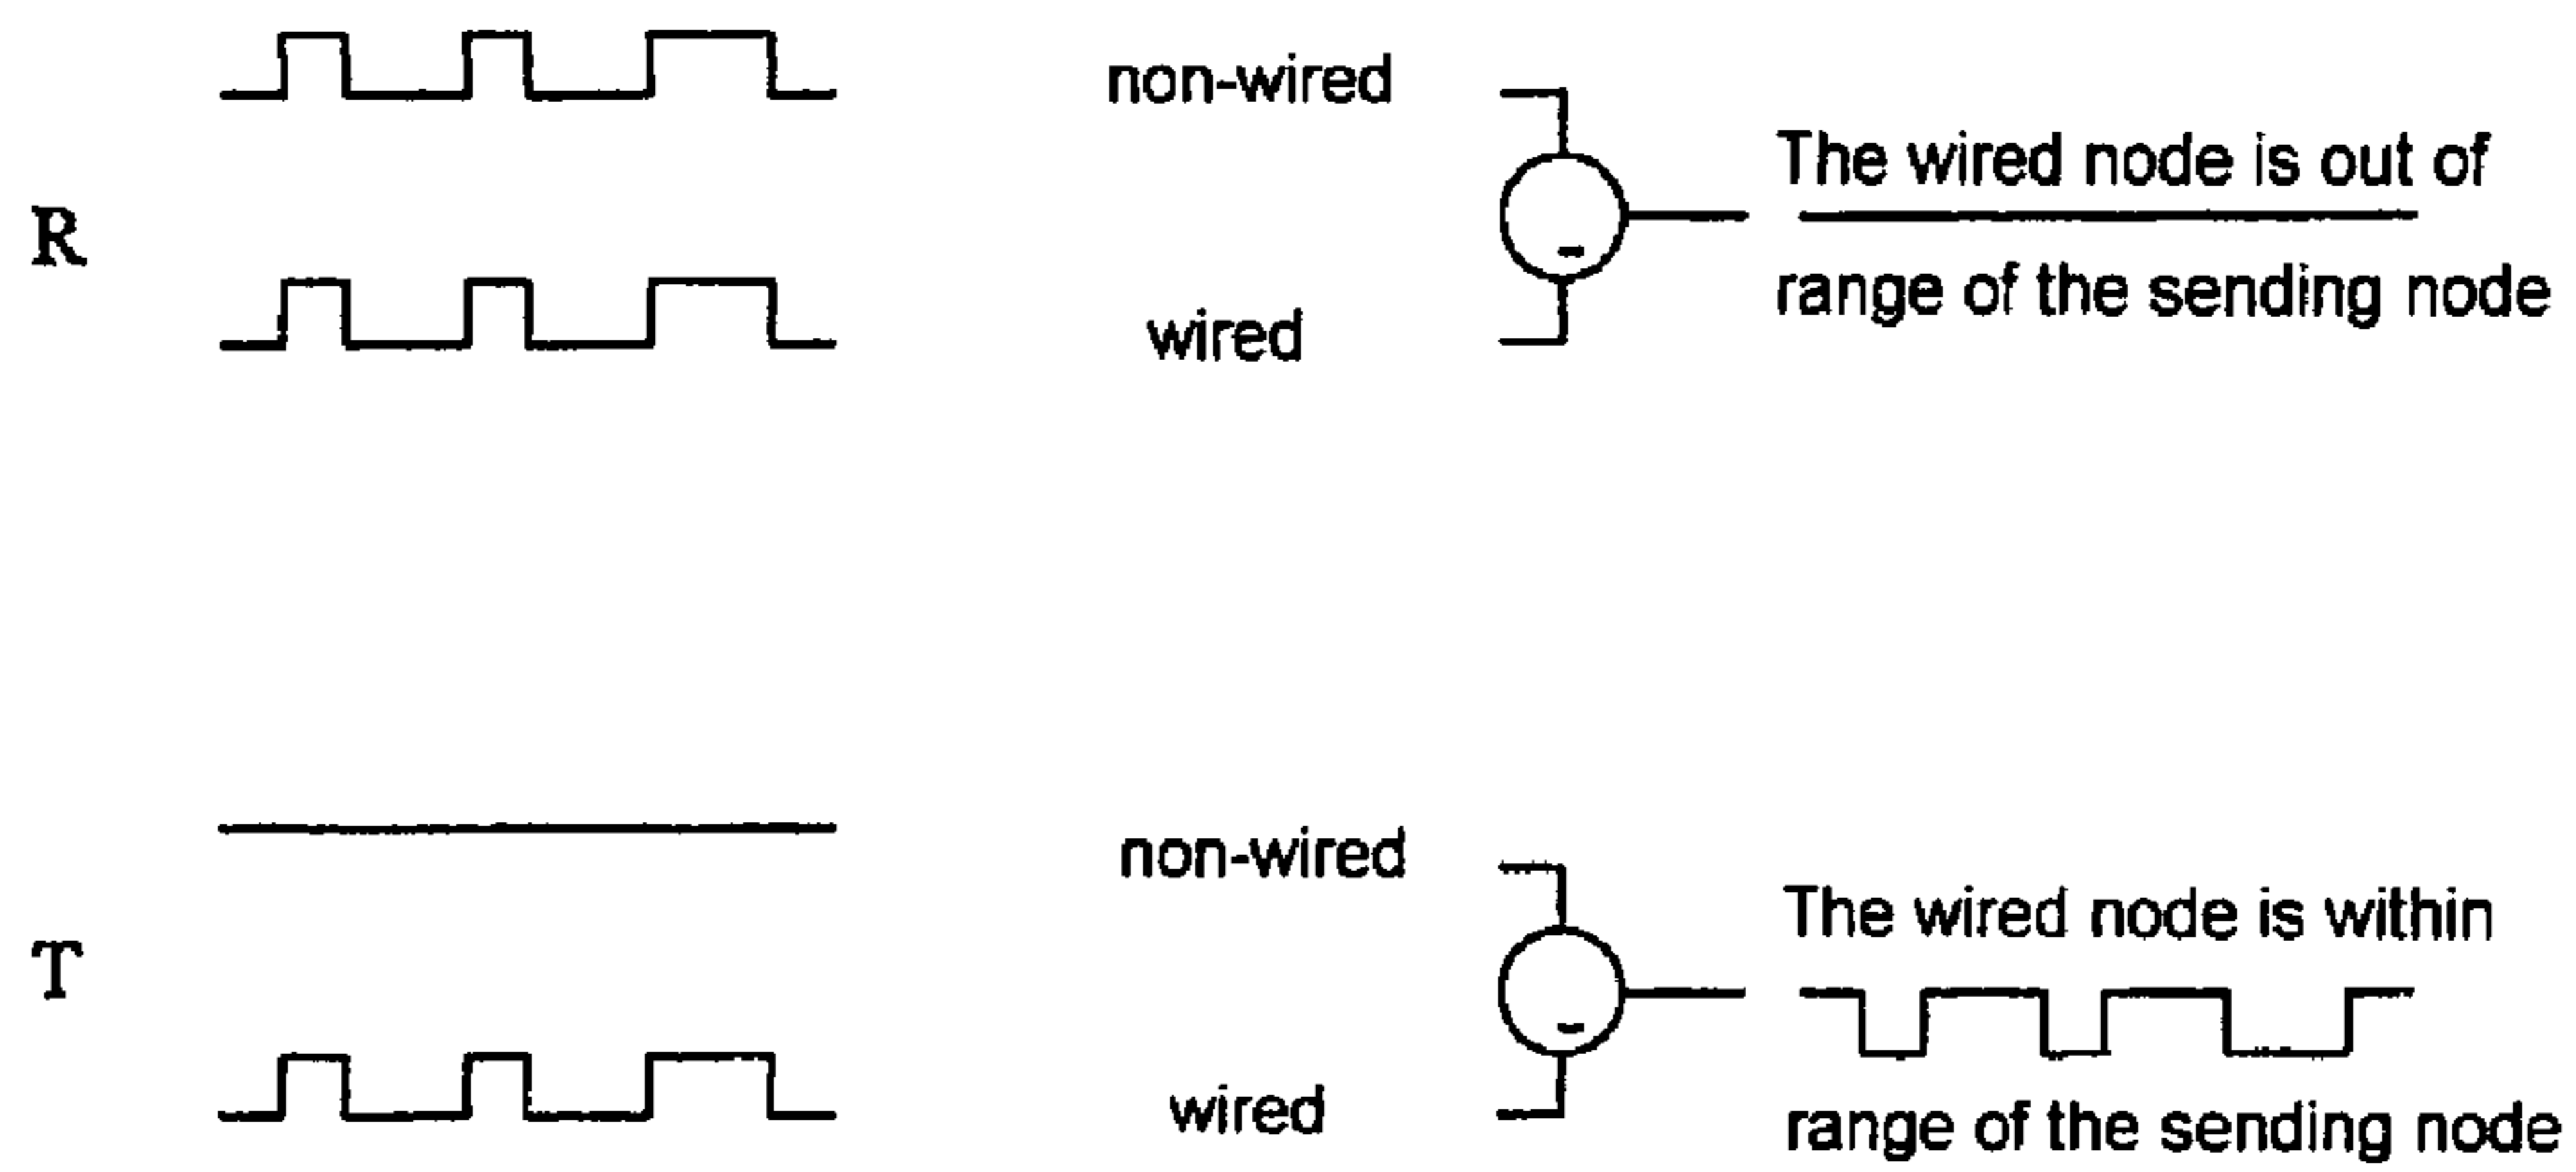 non-wired
The wired node is out of
R
range of the sending node
wired
non-wired
The wired node is within
T
wired
range of the sending node